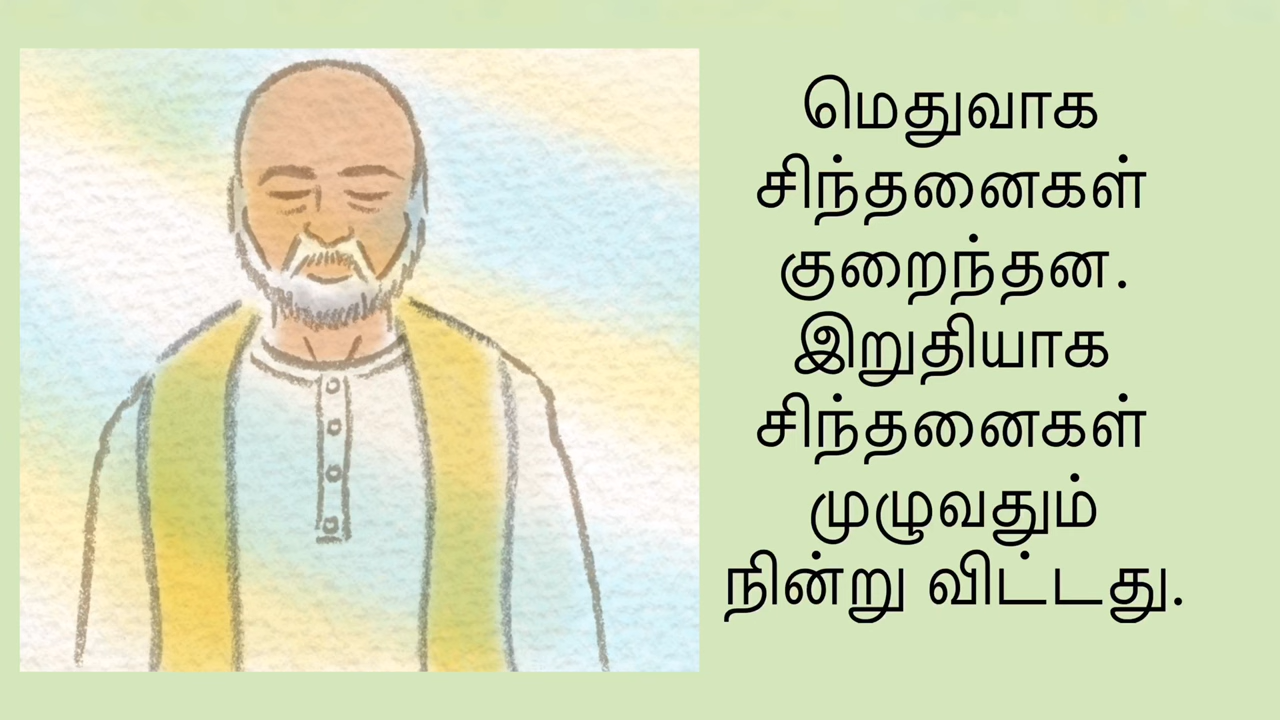 மெதுவாக
சிந்தனைகள்
குறைந்தன.
இறுதியாக
சிந்தனைகள்
முழுவதும்
நின்று விட்டது.